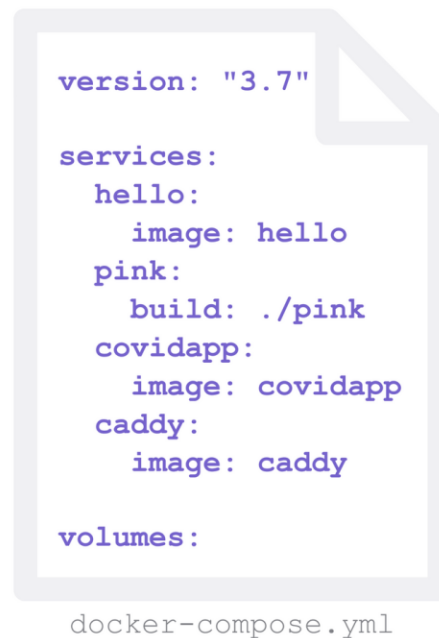 version: "3.7"
services:
  hello:
    image: hello
  pink:
    build: ./pink
  covidapp:
    image: covidapp
  caddy:
    image: caddy
volumes:
docker-compose.yml